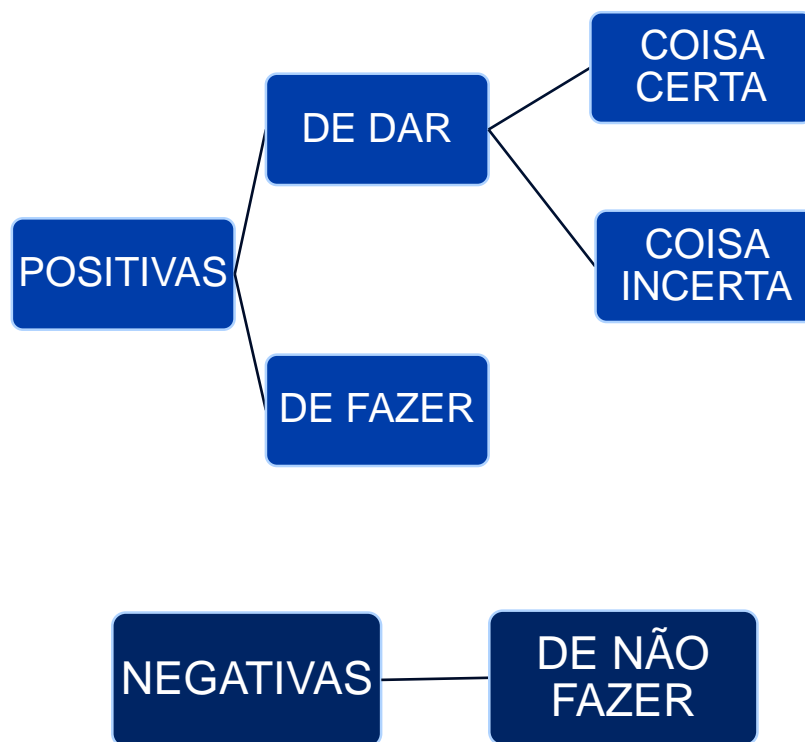 COISA
CERTA
DE DAR
COISA
INCERTA
POSITIVAS
DE FAZER
NEGATIVAS
DE NÃO
FAZER